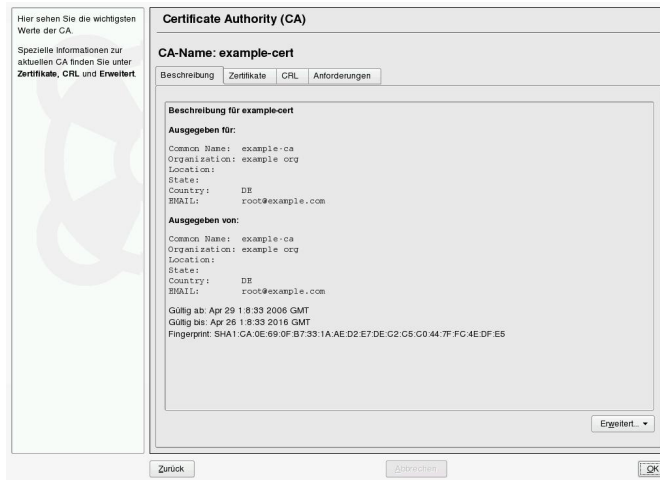 Hier sehen Sie die wichtigsten
Werte der CA.
Spezielle Informationen zur
aktuellen CA finden Sie unter
Zertifikate, CRL und Erweitert.
Certificate Authority (CA)
CA-Name: example-cert
Beschreibung Zertifikate CRL Anforderungen
Beschreibung für example-cert
Ausgegeben für:
Common Name: example-ca
Organization: example org
Location:
State:
Country: DE
EMAIL: root@example.com
Ausgegeben von:
Common Name: example-ca
Organization: example org
Location:
State:
Country: DE
EMAIL: root@example.com
Gültig ab: Apr 29 1:8:33 2006 GMT
Gültig bis: Apr 26 1:8:33 2016 GMT
Fingerprint: SHA1:CA:0E:69:0F:B7:33:1A:AE:D2:E7:DE:C2:C5:C0:44:7F:FC:4E:DF:E5
Erweitert...
Zurück Abbrechen OK